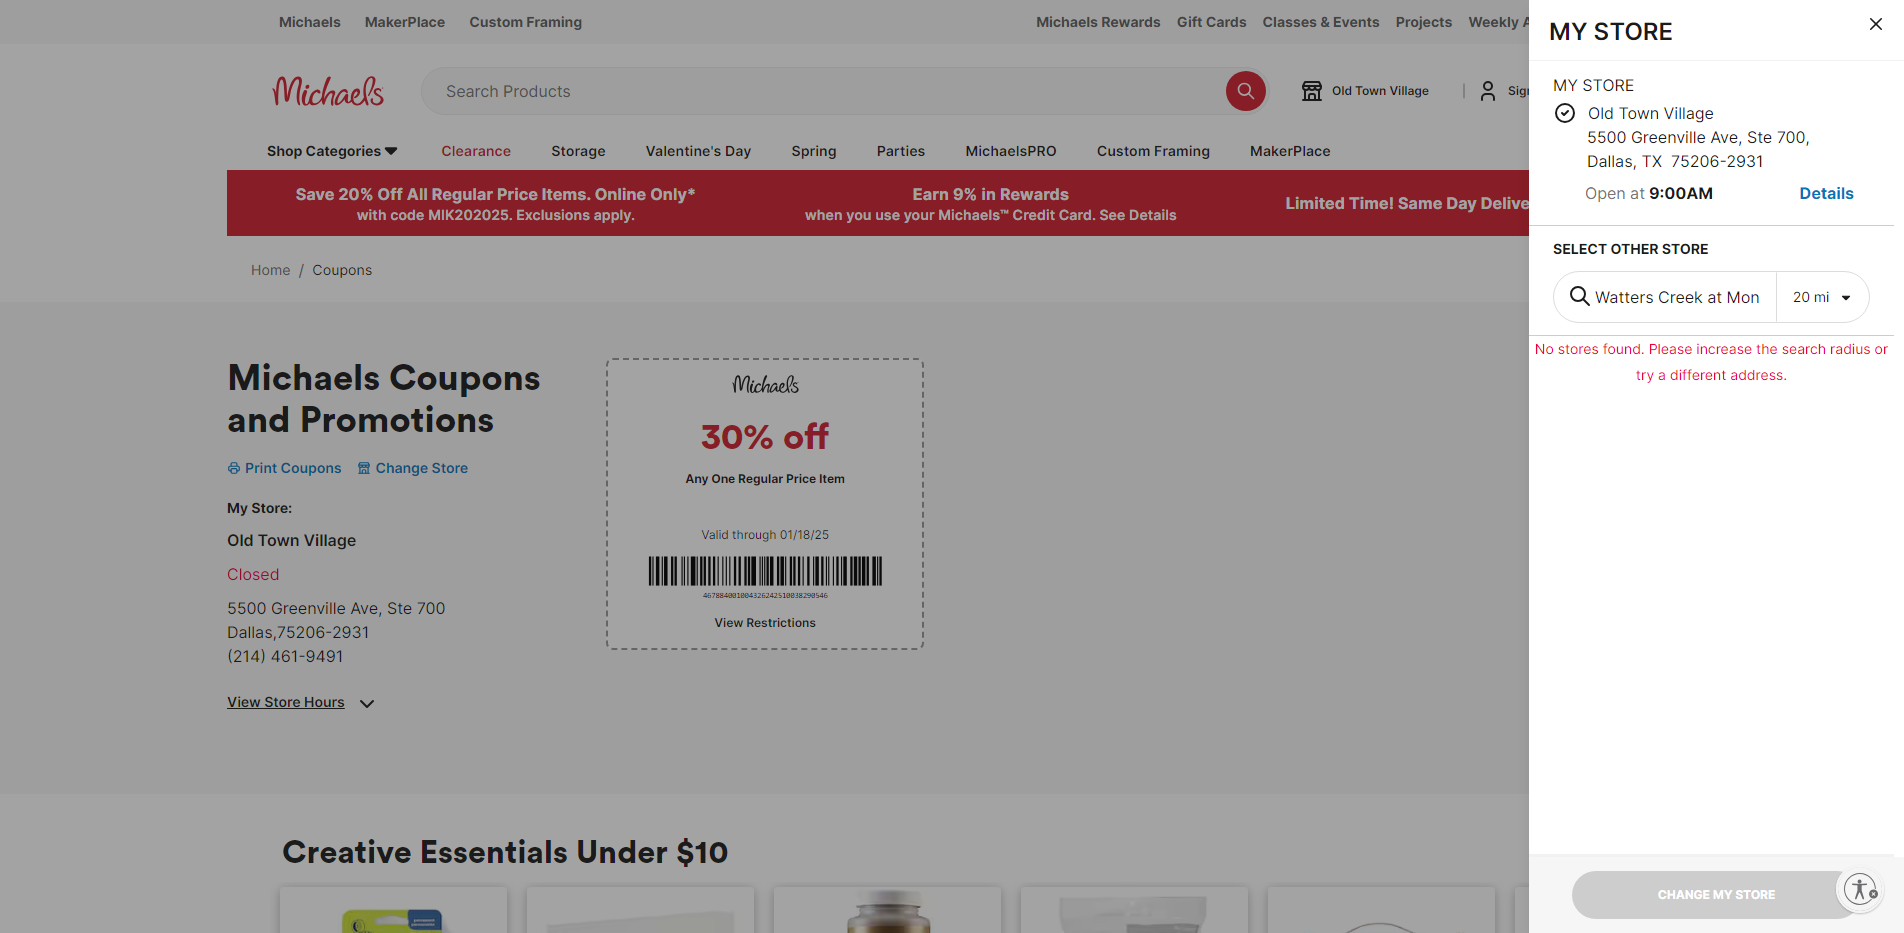 Michaels MakerPlace Custom Framing
Michaels Rewards Gift Cards Classes & Events Projects Weekly
Michaels
Search Products
Old Town Village
Shop Categories Clearance Storage Valentine's Day Spring Parties MichaelsPRO Custom Framing MakerPlace
Save 20% Off All Regular Price Items. Online Only*
with code MIK202025. Exclusions apply.
Earn 9% in Rewards
when you use your Michaels™ Credit Card. See Details
Limited Time! Same Day Delive
Home / Coupons
Michaels Coupons
and Promotions
Print Coupons Change Store
My Store:
Old Town Village
Closed
5500 Greenville Ave, Ste 700
Dallas,75206-2931
(214) 461-9491
View Store Hours
Michaels
30% off
Any One Regular Price Item
Valid through 01/18/25
View Restrictions
Creative Essentials Under $10
MY STORE
MY STORE
Old Town Village
5500 Greenville Ave, Ste 700,
Dallas, TX 75206-2931
Open at 9:00AM Details
SELECT OTHER STORE
Watters Creek at Mon 20 mi
No stores found. Please increase the search radius or
try a different address.
CHANGE MY STORE